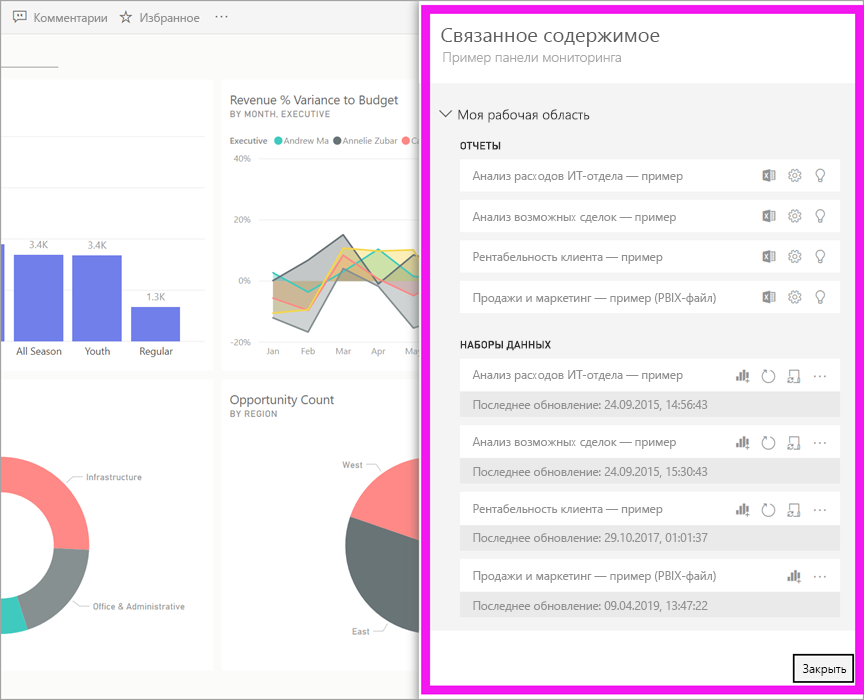 Комментарии
Избранное
...
Revenue % Variance to Budget
BY MONTH, EXECUTIVE
Executive Andrew Ma Annelie Zubar
40%
20%
0%
-20%
Jan Feb Mar Apr
3.4K 3.4K 1.3K
All Season Youth Regular
Infrastructure
Office & Administrative
Opportunity Count
BY REGION
West
East
Связанное содержимое
Пример панели мониторинга
Моя рабочая область
ОТЧЕТЫ
Анализ расходов ИТ-отдела — пример
Анализ возможных сделок — пример
Рентабельность клиента — пример
Продажи и маркетинг — пример (PBIX-файл)
НАБОРЫ ДАННЫХ
Анализ расходов ИТ-отдела — пример
...
Последнее обновление: 24.09.2015, 14:56:43
Анализ возможных сделок — пример
...
Последнее обновление: 24.09.2015, 15:30:43
Рентабельность клиента — пример
...
Последнее обновление: 29.10.2017, 01:01:37
Продажи и маркетинг — пример (PBIX-файл)
...
Последнее обновление: 09.04.2019, 13:47:22
Закрыть